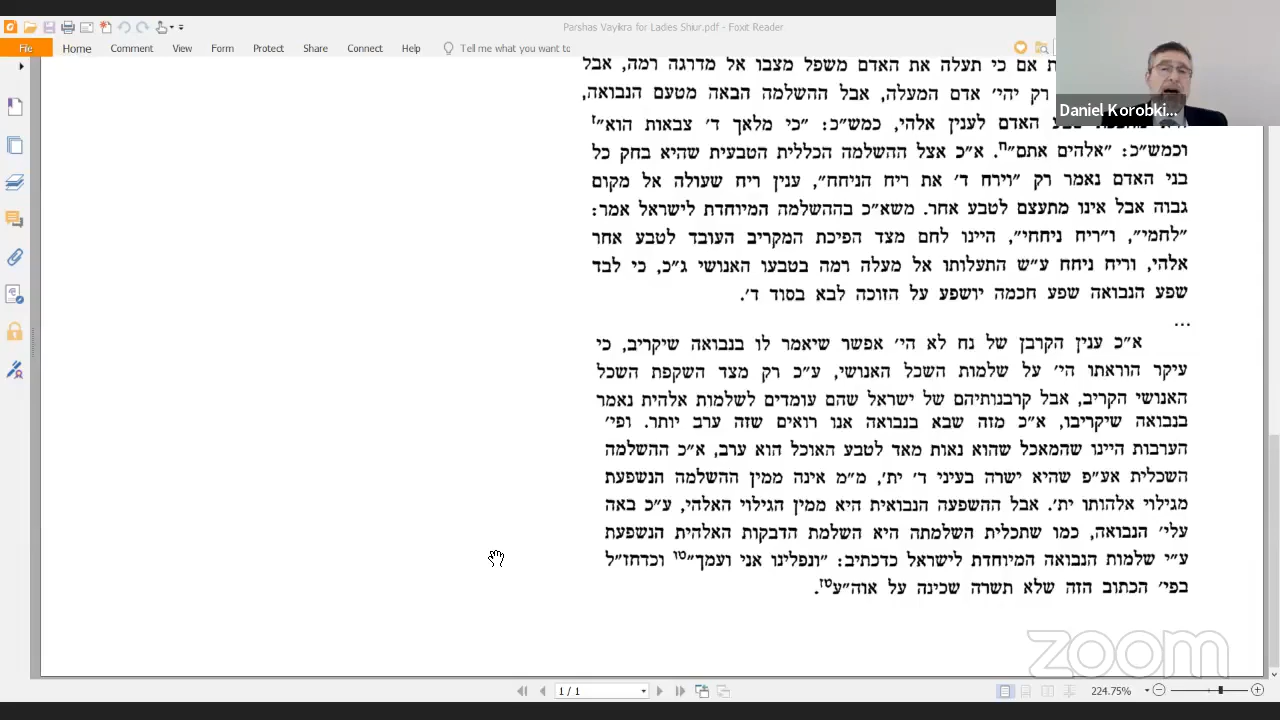 Parshas Vayikra for Ladies Shiur.pdf - Foxit Reader
File Home Comment View Form Protect Share Connect Help Tell me what you want to
Daniel Korobki...
ת אם כי תעלה את האדם משפל מצבו אל מדרגה רמה, אבל
רק יהי׳ אדם המעלה, אבל ההשלמה הבאה מטעם הנבואה,
האדם לענין אלהי, כמש״כ: ״כי מלאך ד׳ צבאות הוא״ז
וכמש״כ: ״אלהים אתם״ח. א״כ אצל ההשלמה הכללית הטבעית שהיא בחק כל
בני האדם נאמר רק ״וירח ד׳ את ריח הניחח״, ענין ריח שעולה אל מקום
גבוה אבל אינו מתעצם לטבע אחר. משא״כ בההשלמה המיוחדת לישראל אמר:
״לחמי״, ו״ריח ניחחי״, היינו לחם מצד הפיכת המקריב העובד לטבע אחר
אלהי, וריח ניחח ע״ש התעלותו אל מעלה רמה בטבעו האנושי ג״כ, כי לבד
שפע הנבואה שפע חכמה יושפע על הזוכה לבא בסוד ד׳.
...
א״כ ענין הקרבן של נח לא הי׳ אפשר שיאמר לו בנבואה שיקריב, כי
עיקר הוראתו הי׳ על שלמות השכל האנושי, ע״כ רק מצד השקפת השכל
האנושי הקריב, אבל קרבנותיהם של ישראל שהם עומדים לשלמות אלהית נאמר
בנבואה שיקריבו, א״כ מזה שבא בנבואה אנו רואים שזה ערב יותר. ופי׳
הערבות היינו שהמאכל שהוא נאות מאד לטבע האוכל הוא ערב, א״כ ההשלמה
השכלית אע״פ שהיא ישרה בעיני ד׳ ית׳, מ״מ אינה ממין ההשלמה הנשפעת
מגילוי אלהותו ית׳. אבל ההשפעה הנבואית היא ממין הגילוי האלהי, ע״כ באה
עלי׳ הנבואה, כמו שתכלית השלמתה היא השלמת הדבקות האלהית הנשפעת
ע״י שלמות הנבואה המיוחדת לישראל כדכתיב: ״ונפלינו אני ועמך״טו וכדחז״ל
בפי׳ הכתוב הזה שלא תשרה שכינה על אוה״עטז.
zoom
1 / 1
224.75%